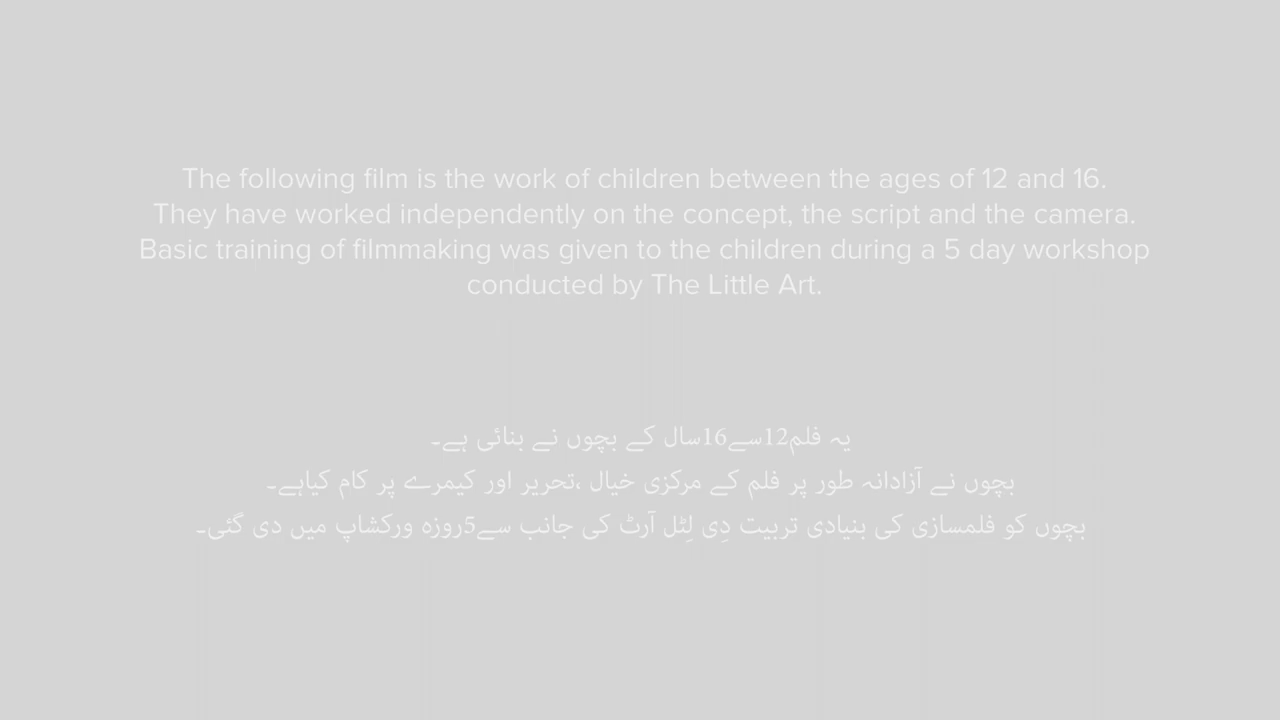 The following film is the work of children between the ages of 12 and 16.
They have worked independently on the concept, the script and the camera.
Basic training of filmmaking was given to the children during a 5 day workshop
conducted by The Little Art.
یہ فلم12سے16سال کے بچوں نے بنائی ہے۔
بچوں نے آزادانہ طور پر فلم کے مرکزی خیال ،تحریر اور کیمرے پر کام کیاہے۔
بچوں کو فلمسازی کی بنیادی تربیت دِی لِٹل آرٹ کی جانب سے5روزہ ورکشاپ میں دی گئی۔